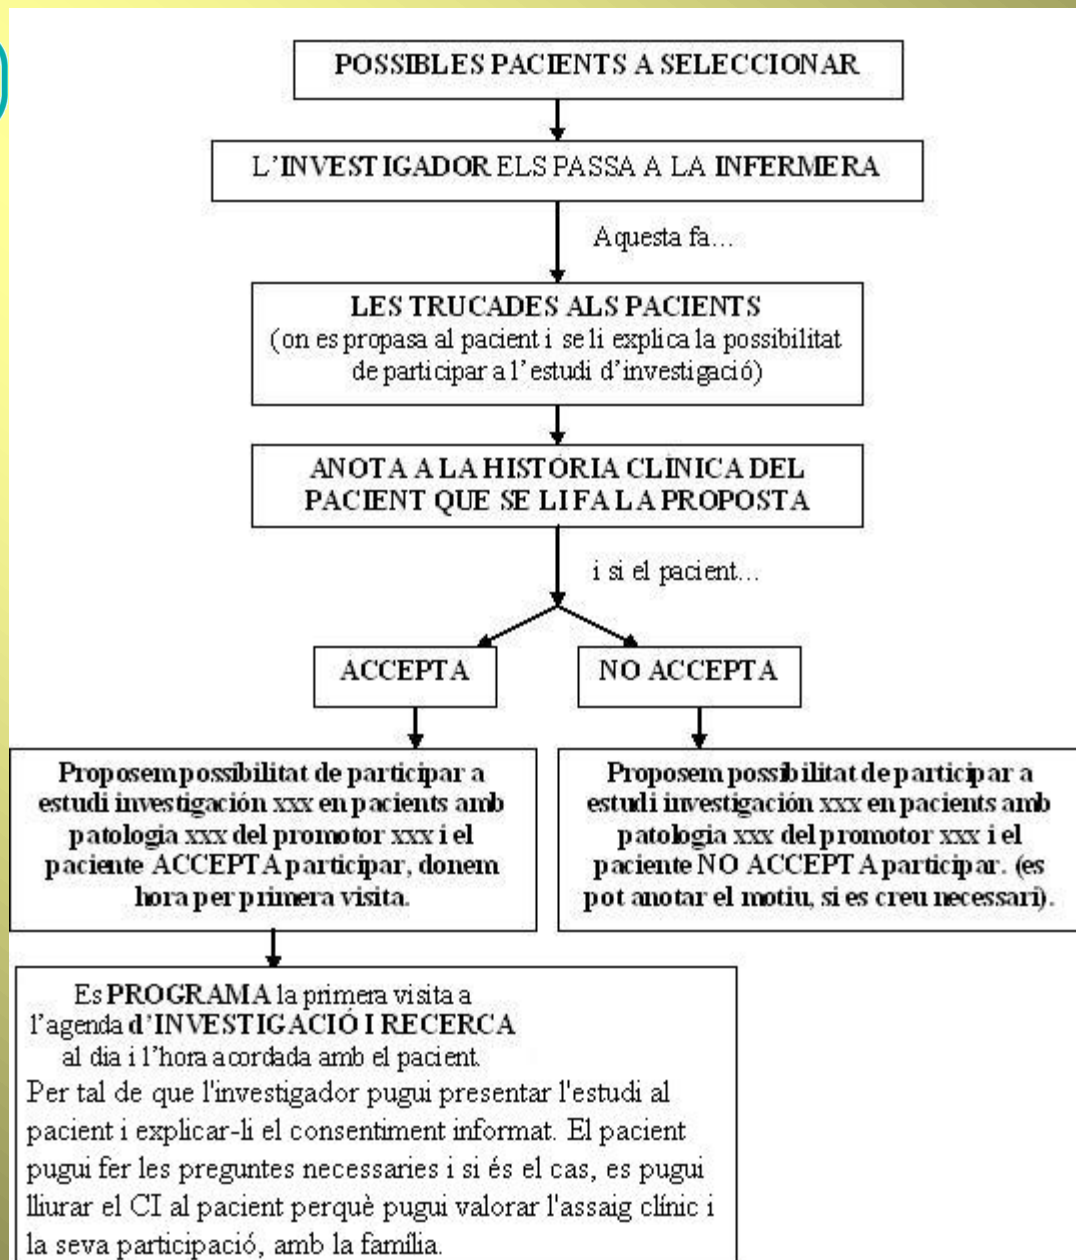 POSSIBLES PACIENTS A SELECCIONAR
L'INVESTIGADOR ELS PASSA A LA INFERMERA
Aquesta fa...
LES TRUCADES ALS PACIENTS
(on es propasa al pacient i se li explica la possibilitat
de participar a l'estudi d'investigació)
ANOTA A LA HISTÒRIA CLÍNICA DEL
PACIENT QUE SE LI FA LA PROPOSTA
i si el pacient...
ACCEPTA
NO ACCEPTA
Proposem possibilitat de participar a
estudi investigación xxx en pacients amb
patologia xxx del promotor xxx i el
paciente ACCEPTA participar, donem
hora per primera visita.
Proposem possibilitat de participar a
estudi investigación xxx en pacients amb
patologia xxx del promotor xxx i el
paciente NO ACCEPTA participar. (es
pot anotar el motiu, si es creu necessari).
Es PROGRAMA la primera visita a
l'agenda d'INVESTIGACIÓ I RECERCA
al dia i l'hora acordada amb el pacient.
Per tal de que l'investigador pugui presentar l'estudi al
pacient i explicar-li el consentiment informat. El pacient
pugui fer les preguntes necessaries i si és el cas, es pugui
lliurar el CI al pacient perquè pugui valorar l'assaig clínic i
la seva participació, amb la família.